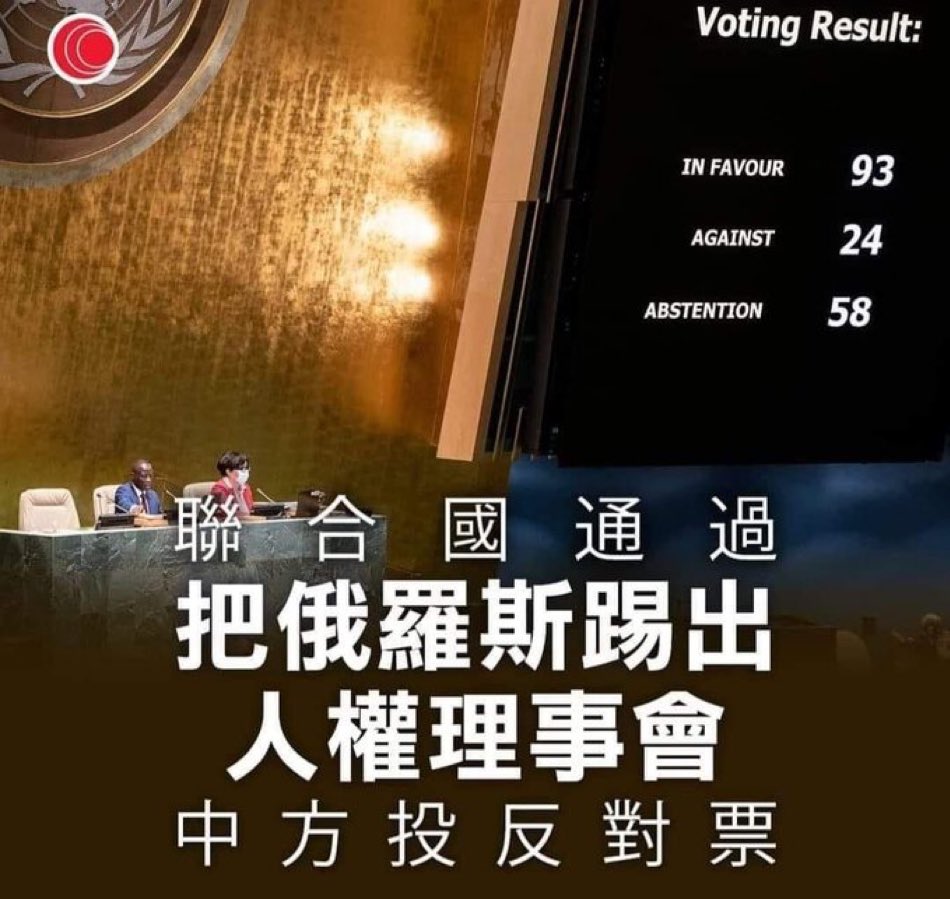 Voting Result:
IN FAVOUR 93
AGAINST 24
ABSTENTION 58
聯合國通過
把俄羅斯踢出
人權理事會
中方投反對票